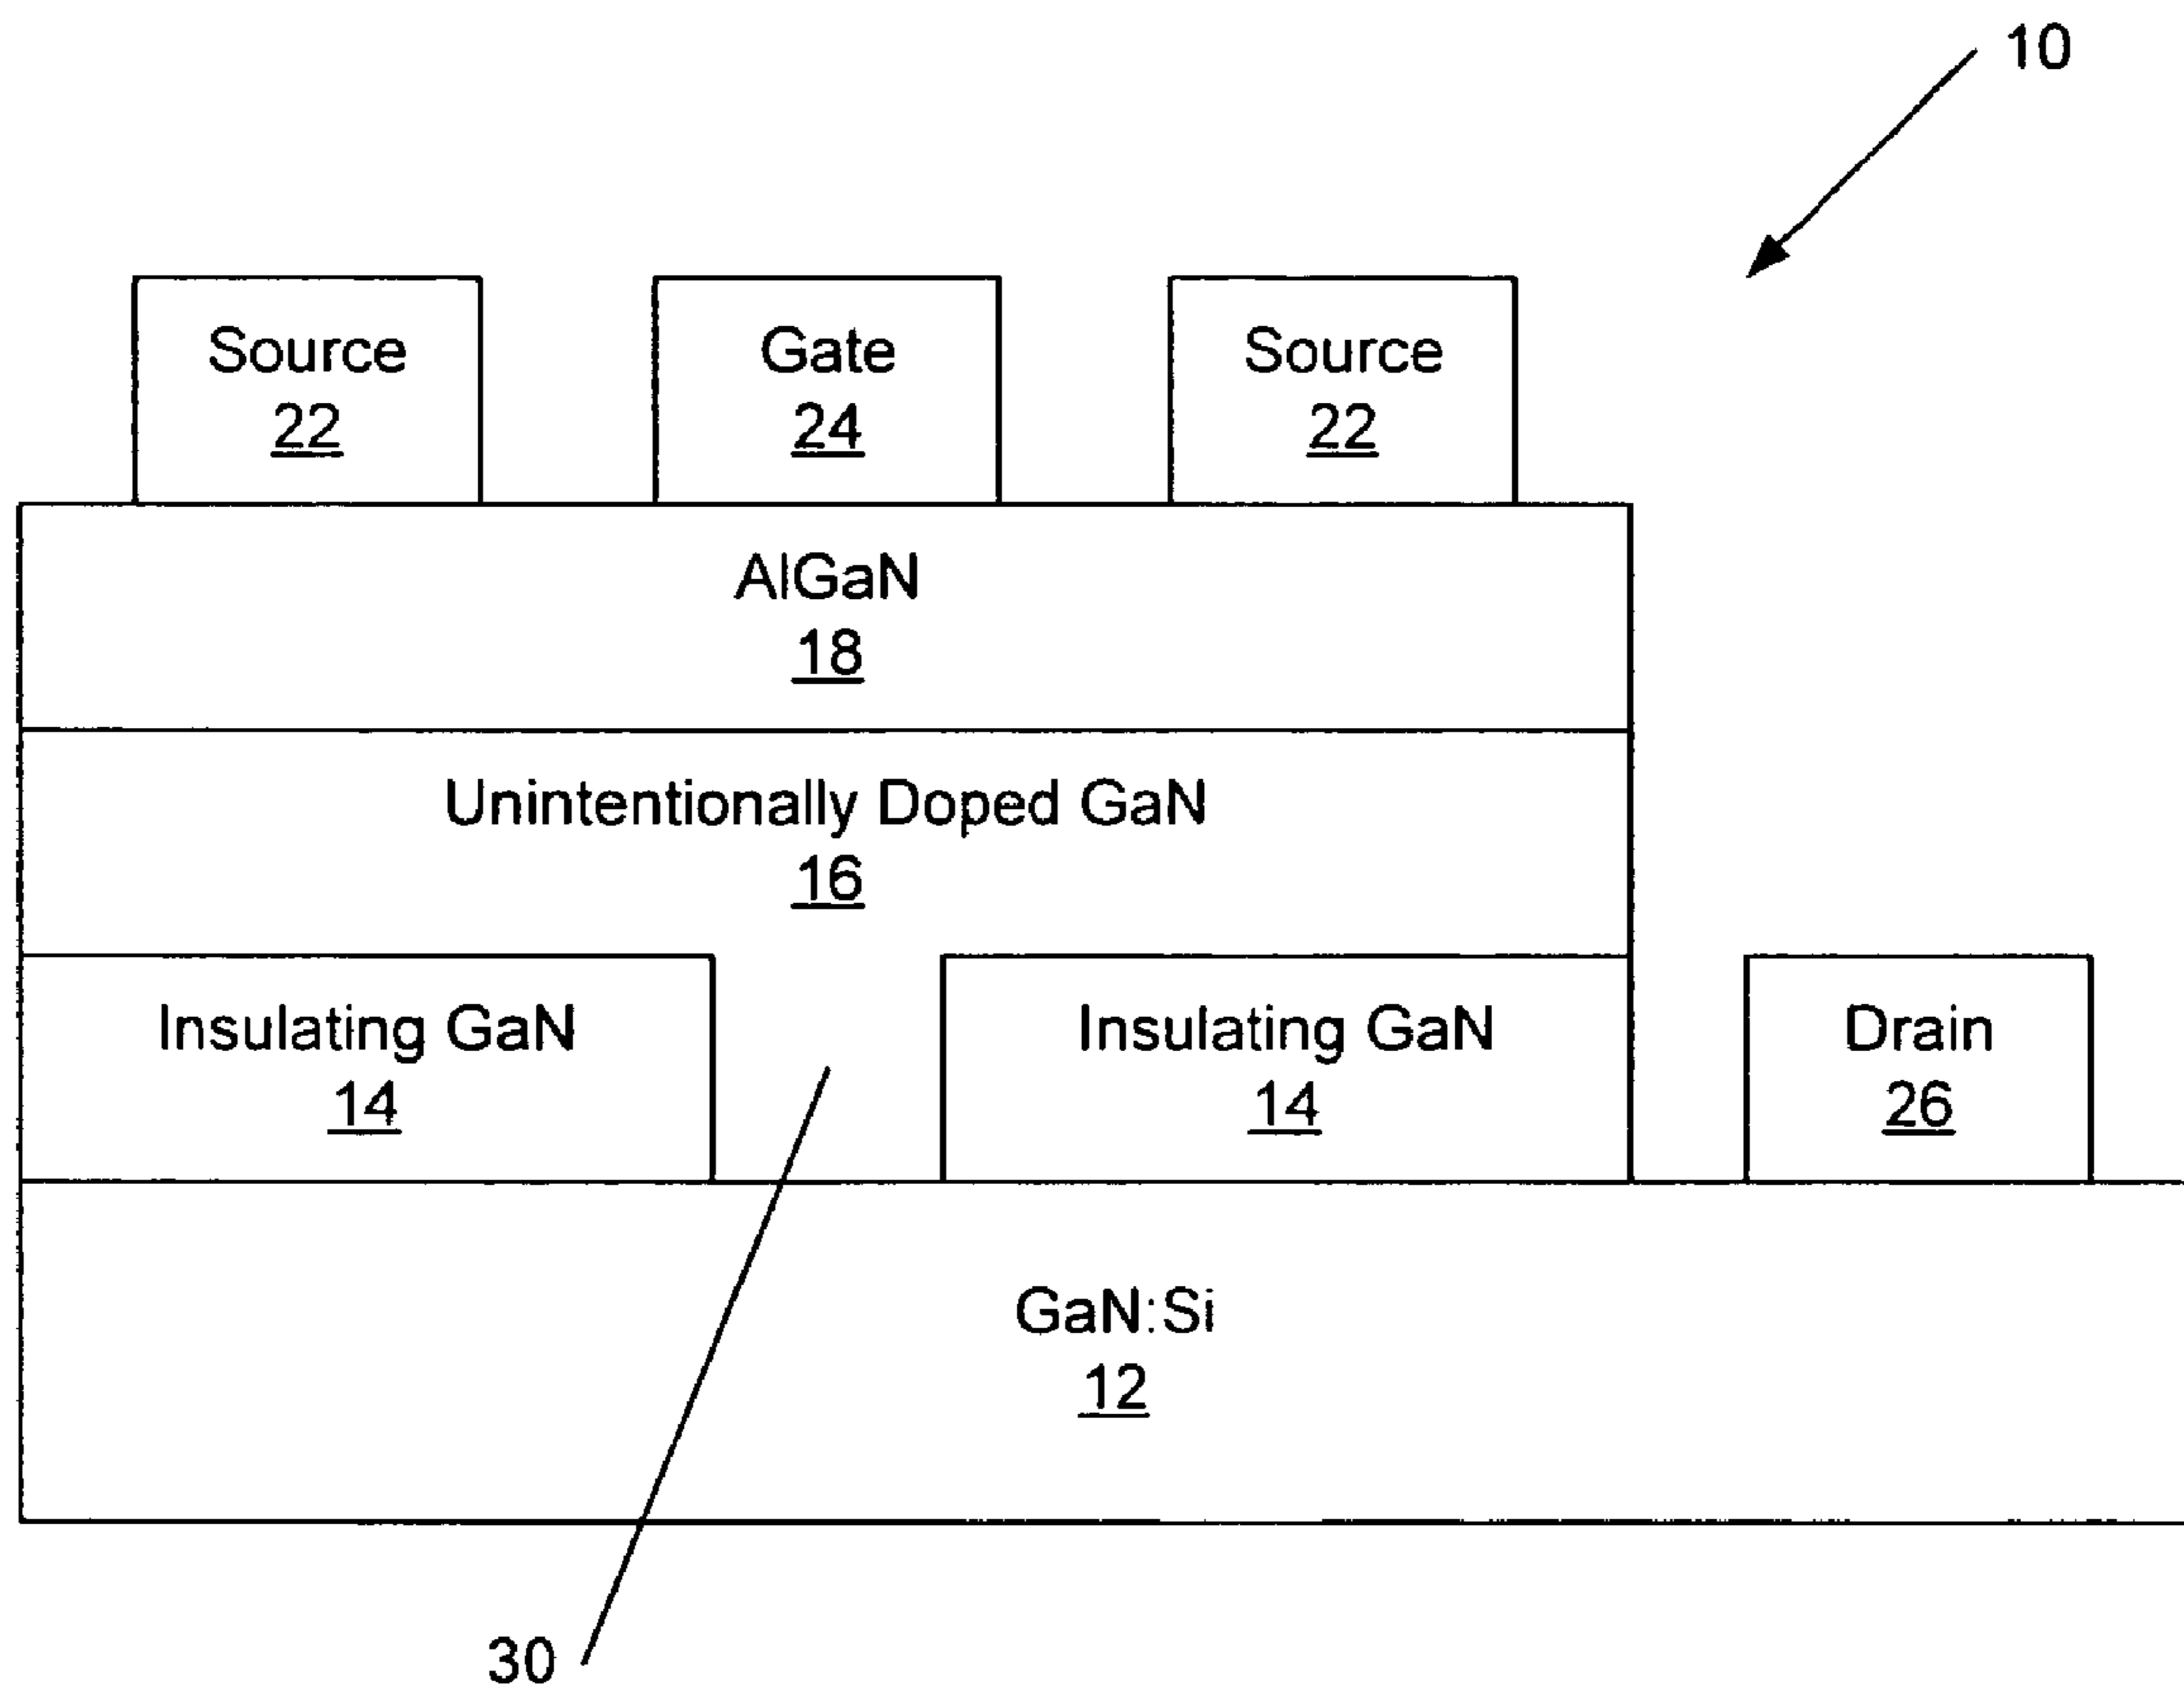 10
Source Gate Source
22 24 22
AlGaN
18
Unintentionally Doped GaN
16
Insulating GaN Insulating GaN Drain
14 14 26
GaN:Si
12
30